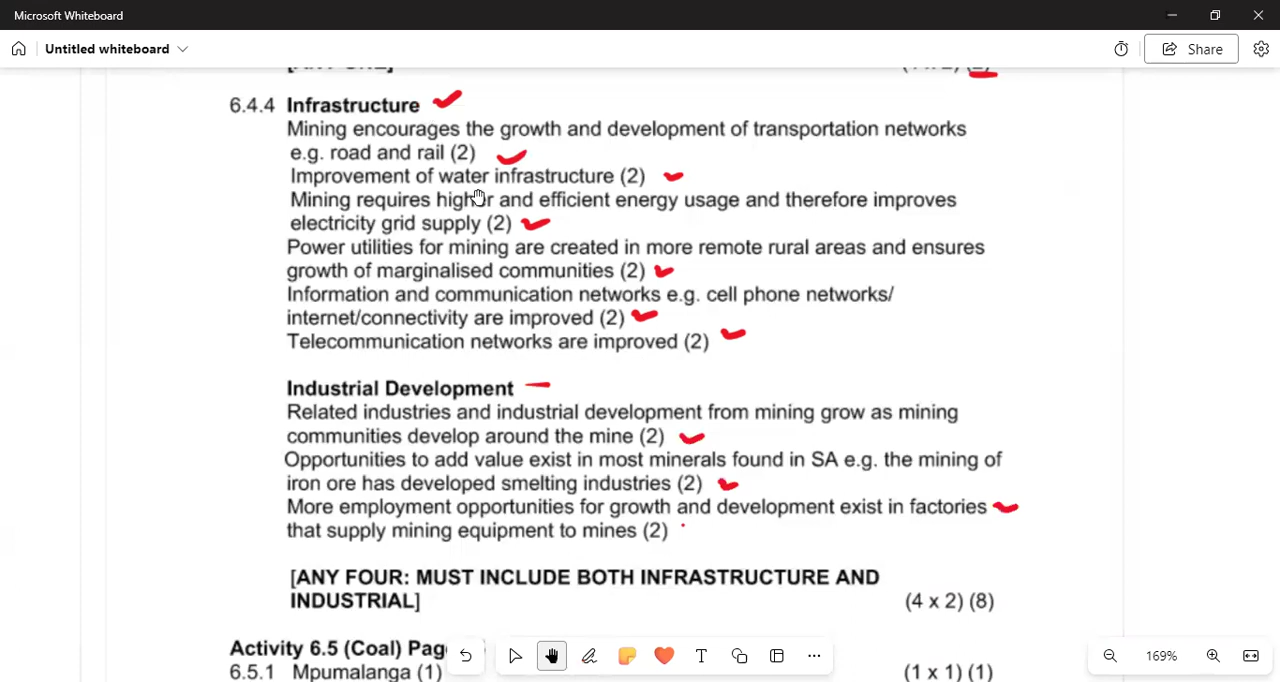 Microsoft Whiteboard
Untitled whiteboard
Share
6.4.4 Infrastructure
Mining encourages the growth and development of transportation networks
e.g. road and rail (2)
Improvement of water infrastructure (2)
Mining requires higher and efficient energy usage and therefore improves
electricity grid supply (2)
Power utilities for mining are created in more remote rural areas and ensures
growth of marginalised communities (2)
Information and communication networks e.g. cell phone networks/
internet/connectivity are improved (2)
Telecommunication networks are improved (2)
Industrial Development
Related industries and industrial development from mining grow as mining
communities develop around the mine (2)
Opportunities to add value exist in most minerals found in SA e.g. the mining of
iron ore has developed smelting industries (2)
More employment opportunities for growth and development exist in factories
that supply mining equipment to mines (2)
[ANY FOUR: MUST INCLUDE BOTH INFRASTRUCTURE AND
INDUSTRIAL] (4 x 2) (8)
Activity 6.5 (Coal)
6.5.1 Mpumalanga (1) (1 x 1) (1)
169%